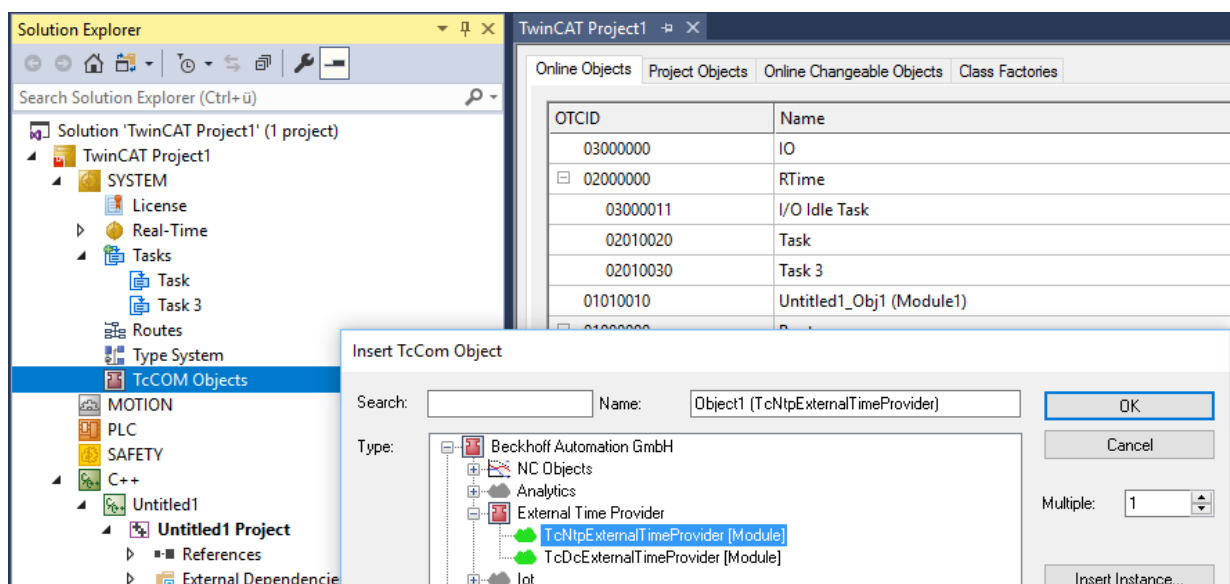 Solution Explorer
Search Solution Explorer (Ctrl+ü)
Solution 'TwinCAT Project1' (1 project)
TwinCAT Project1
SYSTEM
License
Real-Time
Tasks
Task
Task 3
Routes
Type System
TcCOM Objects
MOTION
PLC
SAFETY
C++
Untitled1
Untitled1 Project
References
External Dependencie
TwinCAT Project1
Online Objects Project Objects Online Changeable Objects Class Factories
OTCID Name
03000000 IO
02000000 RTime
03000011 I/O Idle Task
02010020 Task
02010030 Task 3
01010010 Untitled1_Obj1 (Module1)
Insert TcCom Object
Search: Name: Object1 (TcNtpExternalTimeProvider) OK
Type: Beckhoff Automation GmbH Cancel
NC Objects
Analytics
External Time Provider Multiple: 1
TcNtpExternalTimeProvider [Module]
TcDcExternalTimeProvider [Module]
Iot Insert Instance...